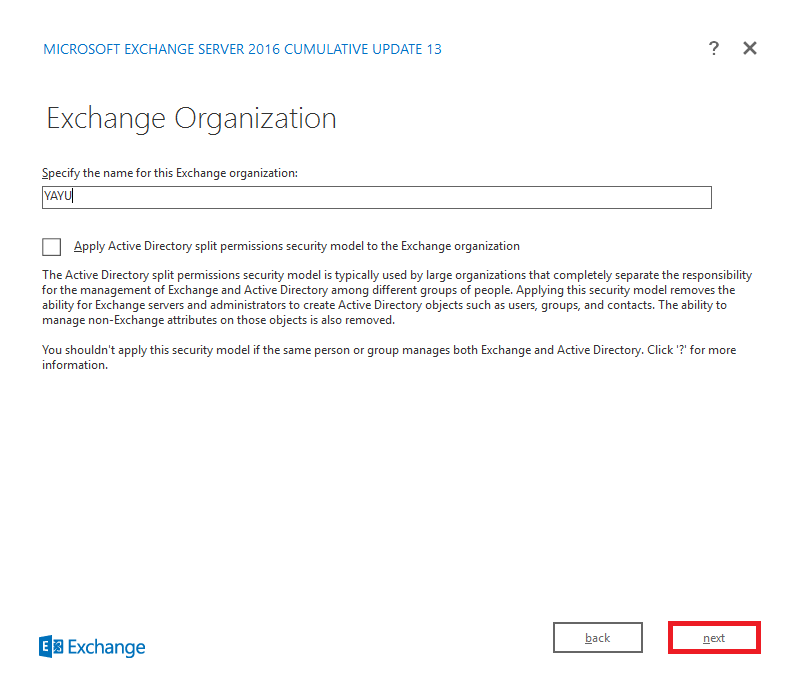 MICROSOFT EXCHANGE SERVER 2016 CUMULATIVE UPDATE 13
?
Exchange Organization
Specify the name for this Exchange organization:
YAYU
Apply Active Directory split permissions security model to the Exchange organization
The Active Directory split permissions security model is typically used by large organizations that completely separate the responsibility
for the management of Exchange and Active Directory among different groups of people. Applying this security model removes the
ability for Exchange servers and administrators to create Active Directory objects such as users, groups, and contacts. The ability to
manage non-Exchange attributes on those objects is also removed.
You shouldn't apply this security model if the same person or group manages both Exchange and Active Directory. Click '?' for more
information.
back
next
E Exchange